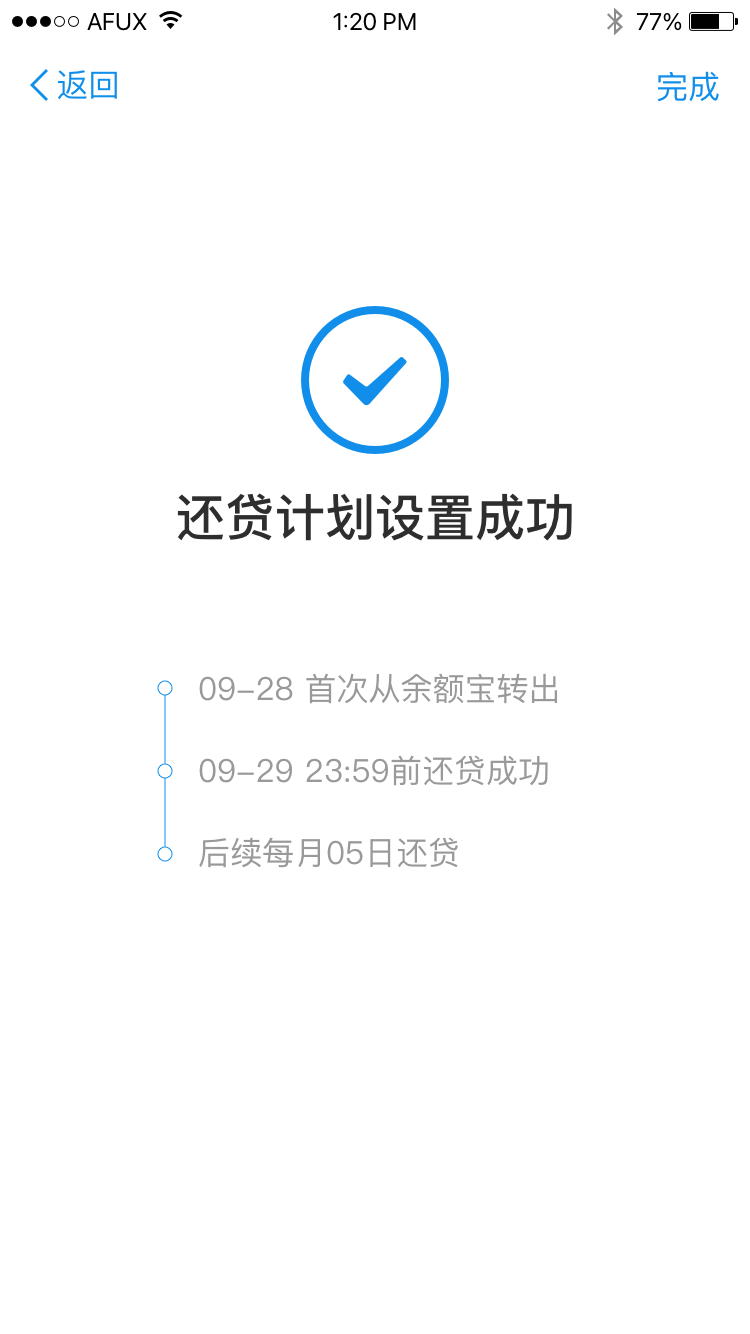 AFUX 1:20 PM 77%
返回 完成
还贷计划设置成功
09-28 首次从余额宝转出
09-29 23:59前还贷成功
后续每月05日还贷